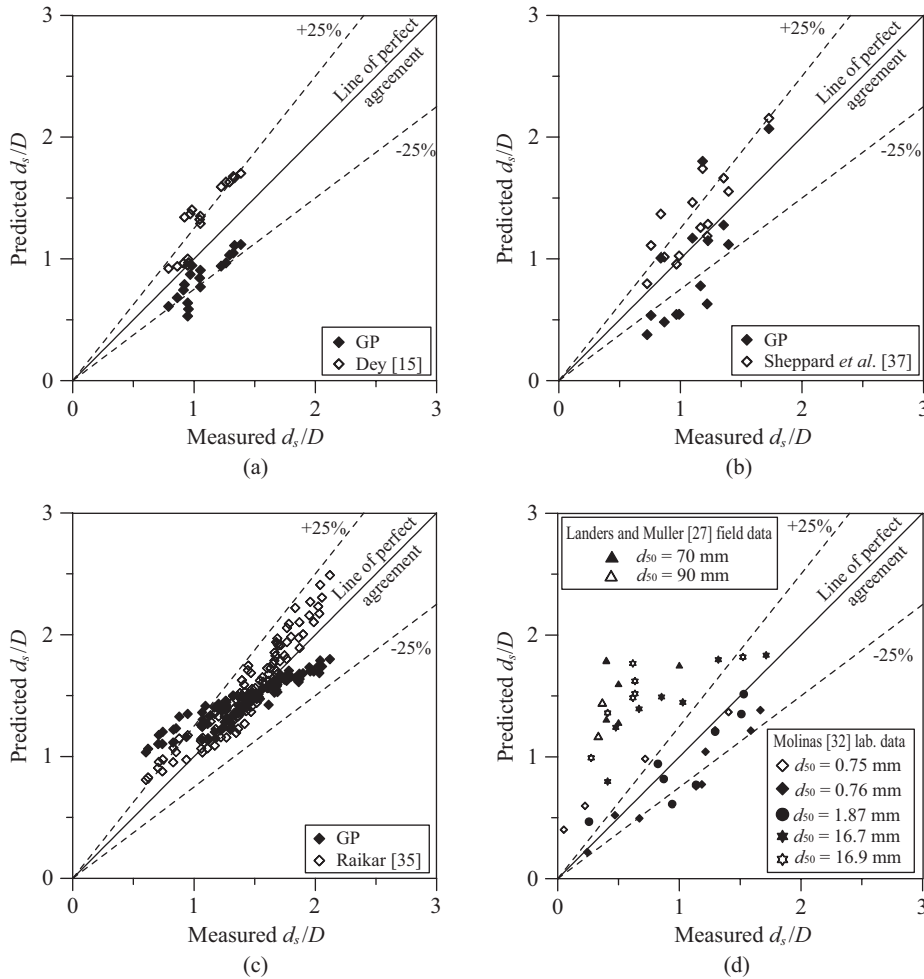 3
2
1
0
0
1
2
3
Predicted ds/D
Measured ds/D
+25%
Line of perfect
agreement
-25%
GP
Dey [15]
(a)
3
2
1
0
0
1
2
3
Predicted ds/D
Measured ds/D
+25%
Line of perfect
agreement
-25%
GP
Sheppard et al. [37]
(b)
3
2
1
0
0
1
2
3
Predicted ds/D
Measured ds/D
+25%
Line of perfect
agreement
-25%
GP
Raikar [35]
(c)
3
2
1
0
0
1
2
3
Predicted ds/D
Measured ds/D
Landers and Muller [27] field data
d50 = 70 mm
d50 = 90 mm
+25%
Line of perfect
agreement
-25%
Molinas [32] lab. data
d50 = 0.75 mm
d50 = 0.76 mm
d50 = 1.87 mm
d50 = 16.7 mm
d50 = 16.9 mm
(d)